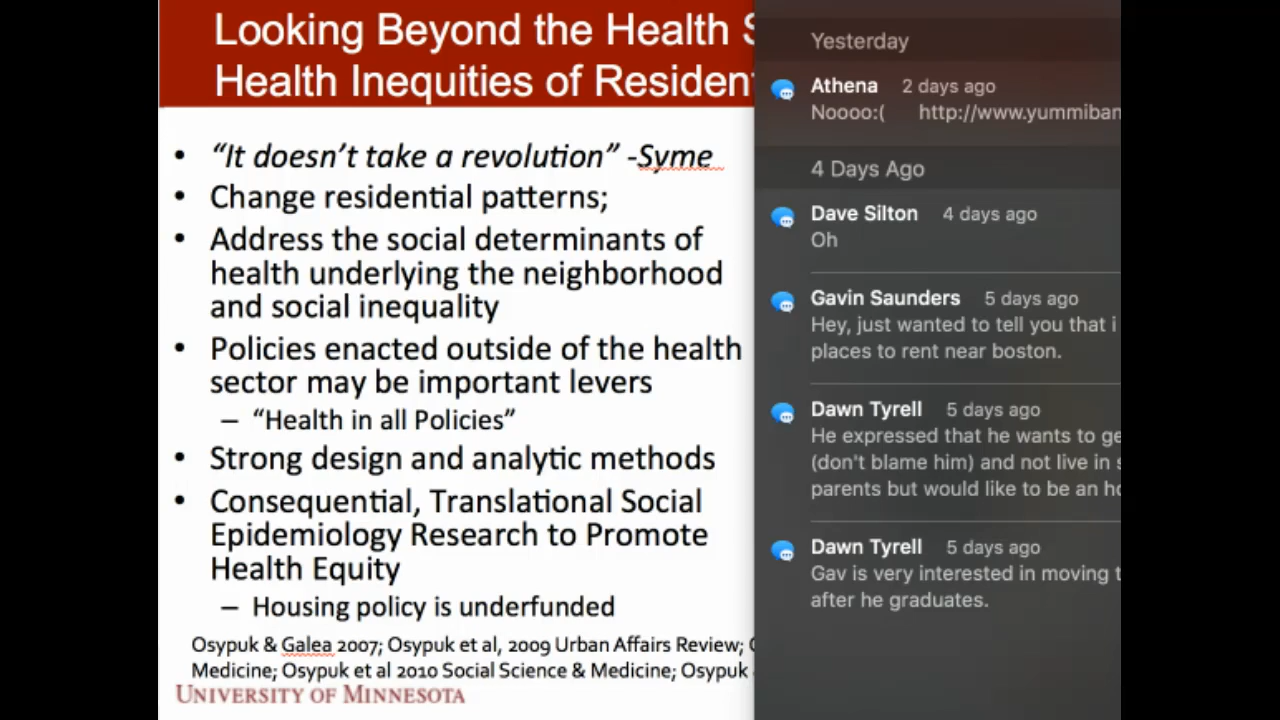 Looking Beyond the Health
Health Inequities of Resident
• “It doesn’t take a revolution” -Syme
• Change residential patterns;
• Address the social determinants of
health underlying the neighborhood
and social inequality
• Policies enacted outside of the health
sector may be important levers
– “Health in all Policies”
• Strong design and analytic methods
• Consequential, Translational Social
Epidemiology Research to Promote
Health Equity
– Housing policy is underfunded
Osypuk & Galea 2007; Osypuk et al, 2009 Urban Affairs Review;
Medicine; Osypuk et al 2010 Social Science & Medicine; Osypuk
UNIVERSITY OF MINNESOTA
Yesterday
Athena 2 days ago
Noooo:( http://www.yummiban
4 Days Ago
Dave Silton 4 days ago
Oh
Gavin Saunders 5 days ago
Hey, just wanted to tell you that i
places to rent near boston.
Dawn Tyrell 5 days ago
He expressed that he wants to ge
(don't blame him) and not live in
parents but would like to be an ho
Dawn Tyrell 5 days ago
Gav is very interested in moving t
after he graduates.